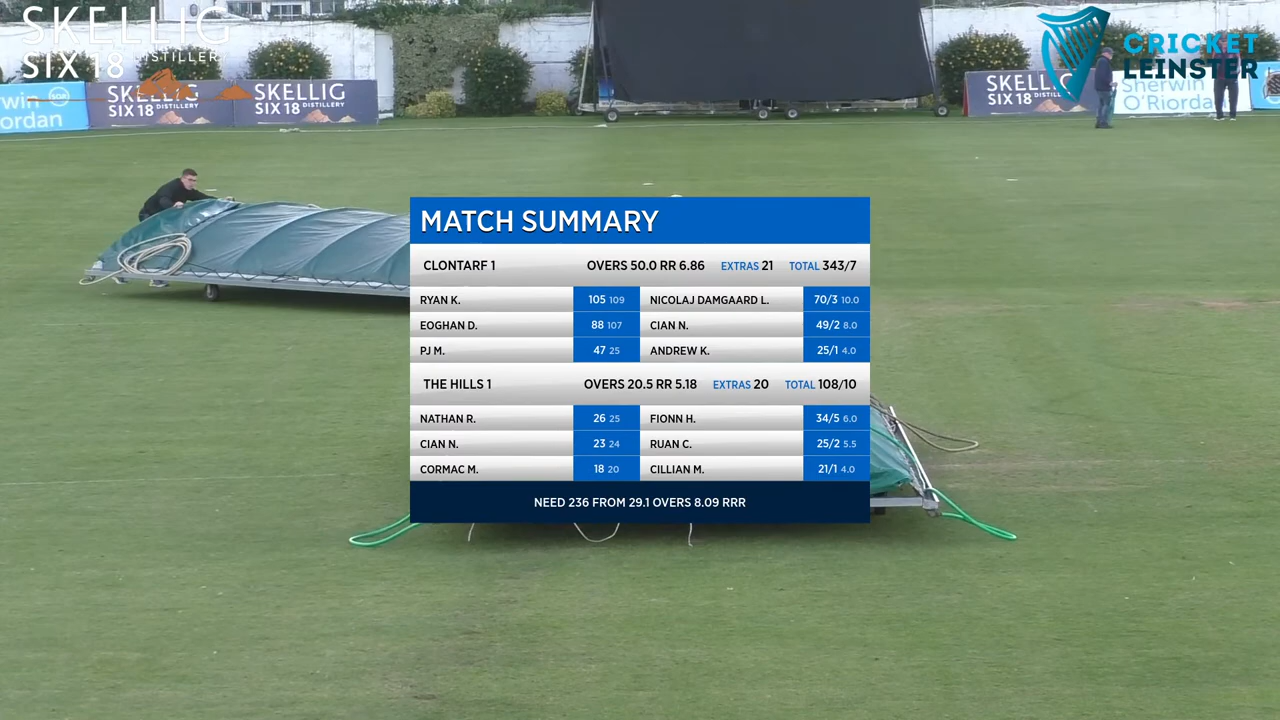 SKELLIG
SIX 18 DISTILLERY
CRICKET
LEINSTER
SKELLIG
SIX 18 DISTILLERY
SKELLIG
SIX 18 DISTILLERY
SKELLIG
SIX 18 DISTILLERY
Sherwin
O'Riordan
win
ordan
MATCH SUMMARY
CLONTARF 1 OVERS 50.0 RR 6.86 EXTRAS 21 TOTAL 343/7
RYAN K. 105 109 NICOLAJ DAMGAARD L. 70/3 10.0
EOGHAN D. 88 107 CIAN N. 49/2 8.0
PJ M. 47 25 ANDREW K. 25/1 4.0
THE HILLS 1 OVERS 20.5 RR 5.18 EXTRAS 20 TOTAL 108/10
NATHAN R. 26 25 FIONN H. 34/5 6.0
CIAN N. 23 24 RUAN C. 25/2 5.5
CORMAC M. 18 20 CILLIAN M. 21/1 4.0
NEED 236 FROM 29.1 OVERS 8.09 RRR